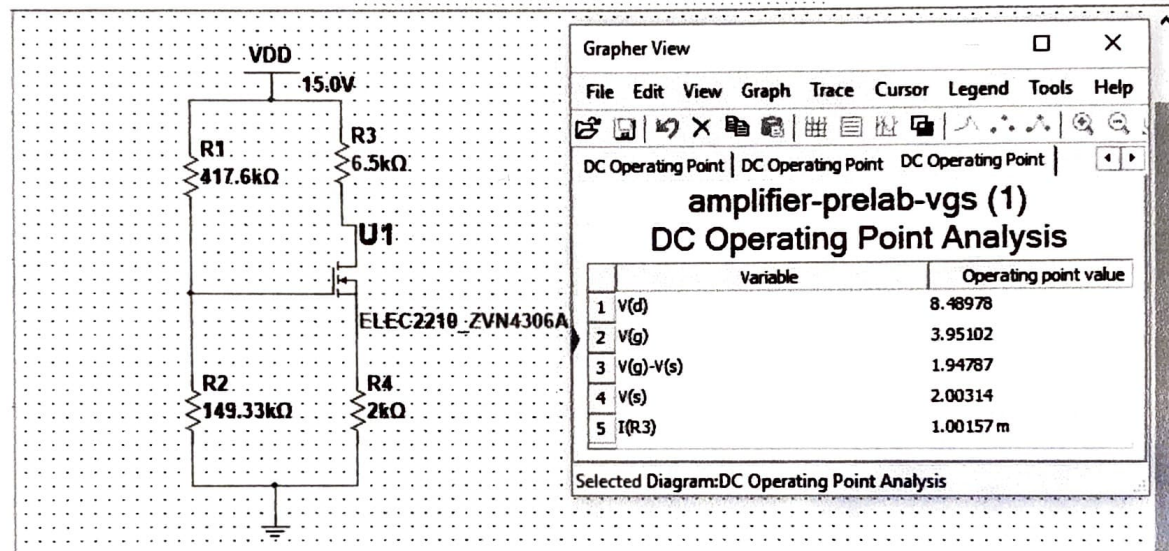 VDD
15.0V
R1
417.6kΩ
R3
6.5kΩ
U1
ELEC2210_ZVN4306A
R2
149.33kΩ
R4
2kΩ
Grapher View
File Edit View Graph Trace Cursor Legend Tools Help
DC Operating Point DC Operating Point DC Operating Point
amplifier-prelab-vgs (1)
DC Operating Point Analysis
Variable Operating point value
1 V(d) 8.48978
2 V(g) 3.95102
3 V(g)-V(s) 1.94787
4 V(s) 2.00314
5 I(R3) 1.00157 m
Selected Diagram:DC Operating Point Analysis